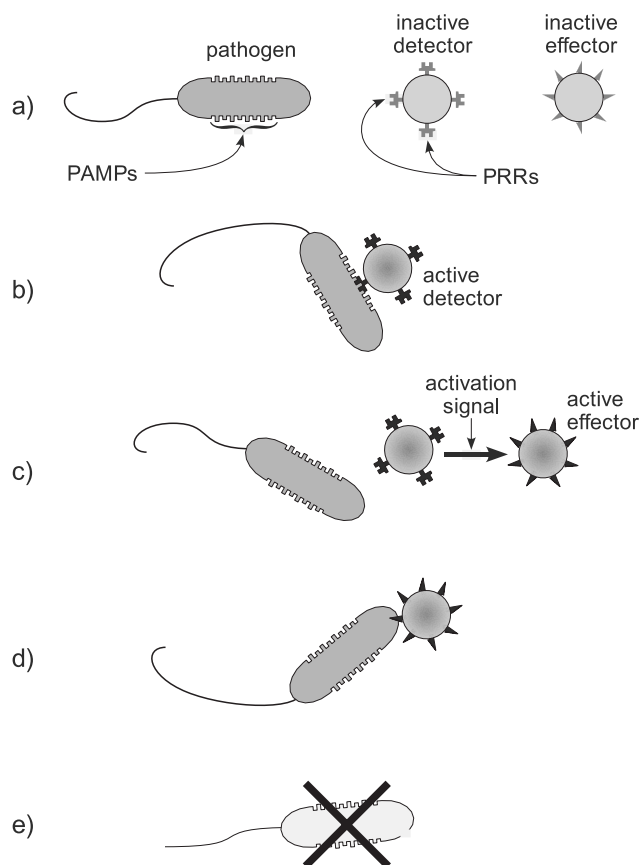 a)
pathogen
inactive
detector
inactive
effector
PAMPs
PRRs
b)
active
detector
c)
activation
signal
active
effector
d)
e)